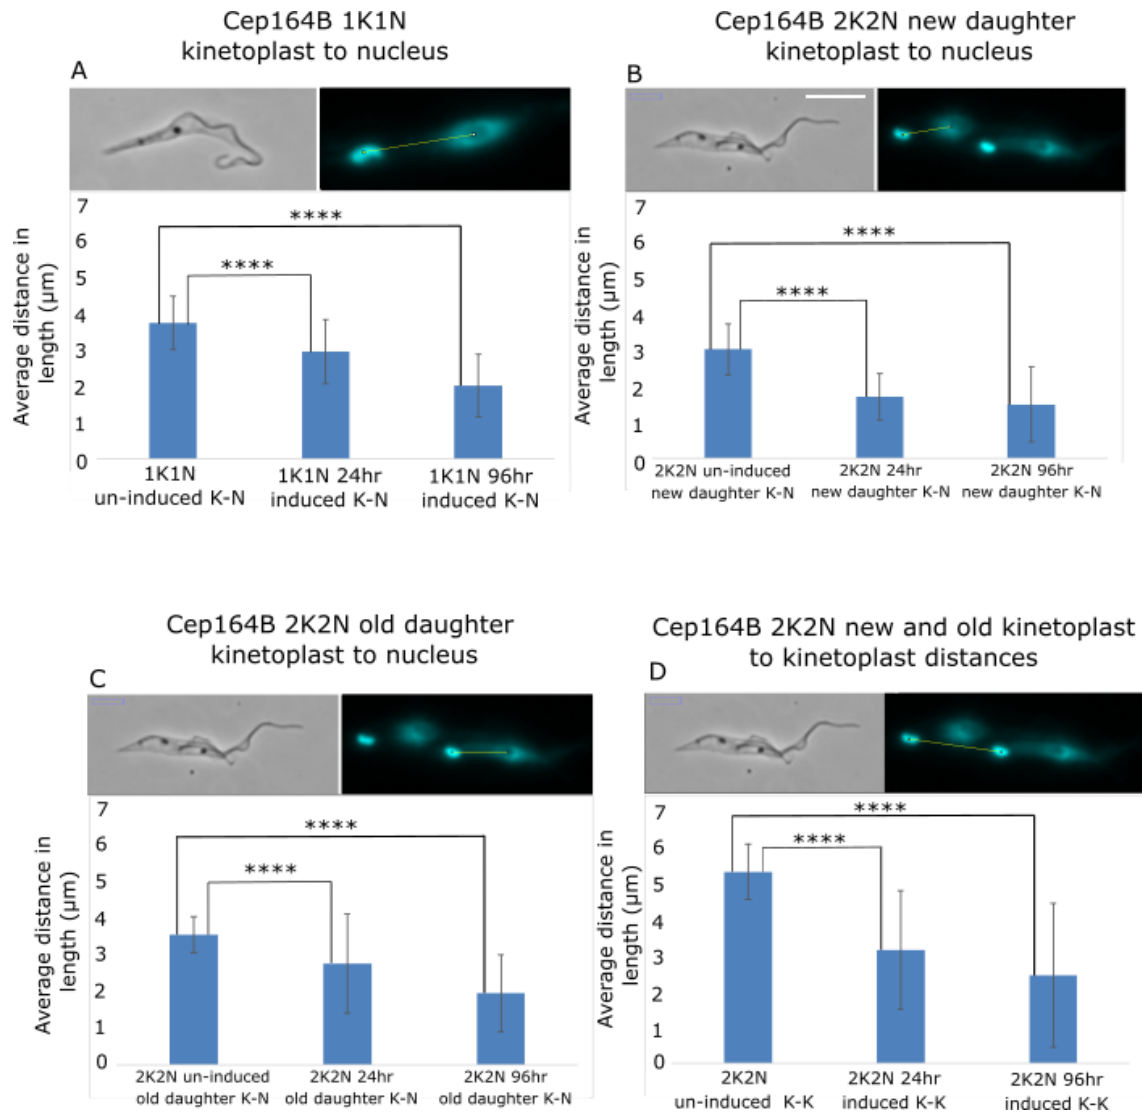 Cep164B 1K1N
kinetoplast to nucleus
A
Average distance in
length (µm)
7
6
5
4
3
2
1
0
****
****
1K1N
un-induced K-N
1K1N 24hr
induced K-N
1K1N 96hr
induced K-N
Cep164B 2K2N new daughter
kinetoplast to nucleus
B
Average distance in
length (µm)
7
6
5
4
3
2
1
0
****
****
2K2N un-induced
new daughter K-N
2K2N 24hr
new daughter K-N
2K2N 96hr
new daughter K-N
Cep164B 2K2N old daughter
kinetoplast to nucleus
C
Average distance in
length (µm)
7
6
5
4
3
2
1
0
****
****
2K2N un-induced
old daughter K-N
2K2N 24hr
old daughter K-N
2K2N 96hr
old daughter K-N
Cep164B 2K2N new and old kinetoplast
to kinetoplast distances
D
Average distance in
length (µm)
7
6
5
4
3
2
1
0
****
****
2K2N
un-induced K-K
2K2N 24hr
induced K-K
2K2N 96hr
induced K-K